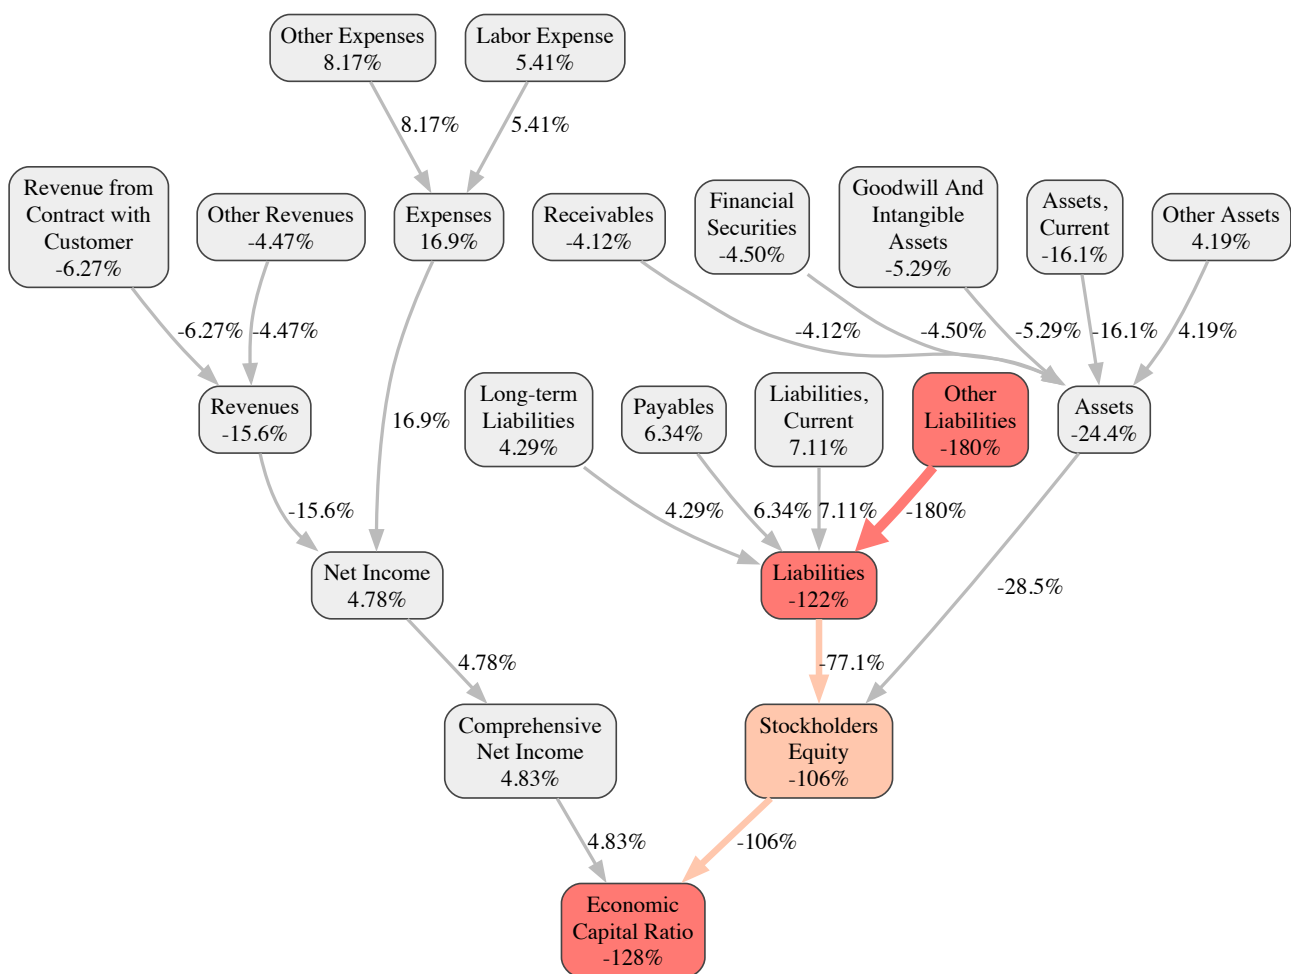 Other Expenses
8.17%
Labor Expense
5.41%
8.17%
5.41%
Revenue from
Contract with
Customer
-6.27%
Other Revenues
-4.47%
Expenses
16.9%
Receivables
-4.12%
Financial
Securities
-4.50%
Goodwill And
Intangible
Assets
-5.29%
Assets,
Current
-16.1%
Other Assets
4.19%
-6.27%
-4.47%
-4.12%
-4.50%
-5.29%
-16.1%
4.19%
Revenues
-15.6%
16.9%
Long-term
Liabilities
4.29%
Payables
6.34%
Liabilities,
Current
7.11%
Other
Liabilities
-180%
Assets
-24.4%
-15.6%
4.29%
6.34%
7.11%
-180%
Net Income
4.78%
Liabilities
-122%
-28.5%
4.78%
-77.1%
Comprehensive
Net Income
4.83%
Stockholders
Equity
-106%
4.83%
-106%
Economic
Capital Ratio
-128%